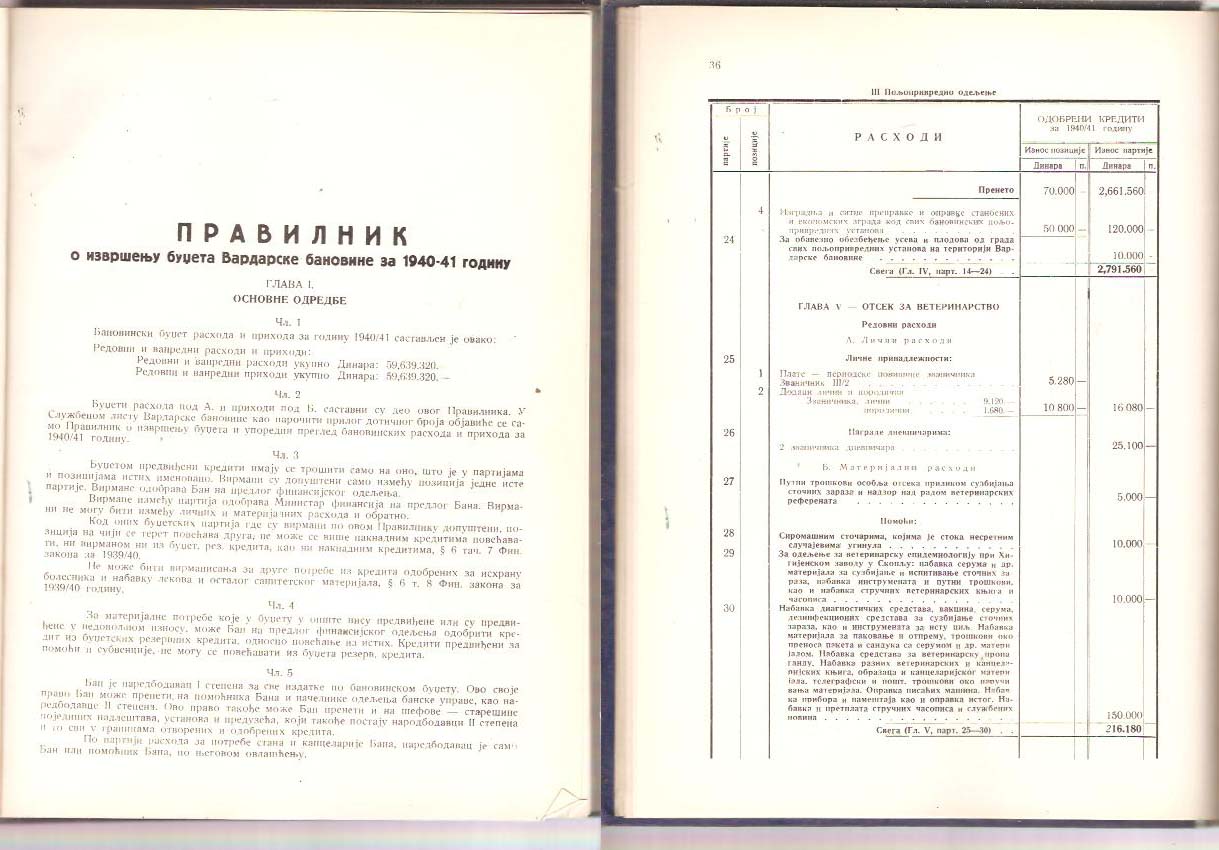 ПРАВИЛНИК
о извршењу буџета Вардарске бановине за 1940-41 годину
ГЛАВА I.
ОСНОВНЕ ОДРЕДБЕ
Чл. 1
Бановински буџет расхода и прихода за годину 1940/41 састављен је овако:
Редовни и ванредни расходи и приходи:
Редовни и ванредни расходи укупно Динара: 59,639.320.
Редовни и ванредни приходи укупно Динара: 59,639.320. —
Чл. 2
Буџети расхода под А. и приходи под Б. саставни су део овог Правилника. У
Службеном листу Вардарске бановине као нарочити прилог дотичног броја објавиће се са-
мо Правилник о извршењу буџета и упоредни преглед бановинских расхода и прихода за
1940/41 годину.
Чл. 3
Буџетом предвиђени кредити имају се трошити само на оно, што је у партијама
и позицијама истих именовано. Вирмани су допуштени само између позиција једне исте
партије. Вирмане одобрава Бан на предлог финансијског одељења.
Вирмане између партија одобрава Министар финансија на предлог Бана. Вирма-
ни не могу бити између личних и материјалних расхода и обратно.
Код оних буџетских партија где су вирмани по овом Правилнику допуштени, по-
зиција на чији се терет повећава друга, не може се више накнадним кредитима повећава-
ти, ни вирманом ни из буџет. рез. кредита, као ни накнадним кредитима, § 6 тач. 7 Фин.
закона за 1939/40.
Не може бити вирманисања за друге потребе из кредита одобрених за исхрану
болесника и набавку лекова и осталог санитетског материјала, § 6 т. 8 Фин. закона за
1939/40 годину.
Чл. 4
За материјалне потребе које у буџету у опште нису предвиђене или су предви-
ђене у недовољном износу, може Бан на предлог финансијског одељења одобрити кре-
дит из буџетских резервних кредита, односно повећање из истих. Кредити предвиђени за
помоћи и субвенције, не могу се повећавати из буџета резерв. кредита.
Чл. 5
Бан је наредбодавац I степена за све издатке по бановинском буџету. Ово своје
право Бан може пренети на помоћника Бана и начелнике одељења банске управе, као на-
редбодавце II степена. Ово право такође може Бан пренети и на шефове — старешине
појединих надлештава, установа и предузећа, који такође постају народбодавци II степена
и то сви у границама отворених и одобрених кредита.
По партији расхода за потребе стана и канцеларије Бана, наредбодавац је само
Бан или помоћник Бана, по његовом овлашћењу.
36
III Пољопривредно одељење
Број
партије
позиције
РАСХОДИ
ОДОБРЕНИ КРЕДИТИ
за 1940/41 годину
Износ позиције Износ партије
Динара п. Динара п.
Пренето 70.000 — 2,661.560
4 Изградња и ситне преправке и оправке станбених
и економских зграда код свих бановинских пољо-
привредних установа 50 000 — 120.000 —
24 За обавезно обезбеђење усева и плодова од града
свих пољопривредних установа на територији Вар-
дарске бановине 10.000 -
Свега (Гл. IV, парт. 14—24) 2,791.560
ГЛАВА V — ОТСЕК ЗА ВЕТЕРИНАРСТВО
Редовни расходи
А. Лични расходи
25 Личне принадлежности:
1 Плате — периодске повишице званичника
Званичник III/2 5.280 —
2 Додаци лични и породични
Званичника, лични 9.120.—
породични 1.680.— 10 800 — 16 080 —
26 Награде дневничарима:
2 званичника дневничара 25.100 —
Б. Материјални расходи
27 Путни трошкови особља отсека приликом сузбијања
сточних зараза и надзор над радом ветеринарских
референата 5.000 —
Помоћи:
28 Сиромашним сточарима, којима је стока несретним
случајевима угинула 10.000 —
29 За одељење за ветеринарску епидемиологију при Хи-
гијенском заводу у Скопљу: набавка серума и др.
материјала за сузбијање и испитивање сточних за-
раза, набавка инструмената и путни трошкови,
као и набавка стручних ветеринарских књига и
часописа 10.000 —
30 Набавка диагностичких средстава, вакцина, серума,
дезинфекционих средстава за сузбијање сточних
зараза, као и инструмената за исту циљ. Набавка
материјала за паковање и отпрему, трошкови око
преноса пакета и сандука са серумом и др. матери
јалом. Набавка средстава за ветеринарску пропа
ганду. Набавка разних ветеринарских и канцела-
ријских књига, образаца и канцеларијског матери
јала, телеграфски и пошт. трошкови око изручи
вања материјала. Оправка писаћих машина. Набав
ка прибора и намештаја као и оправка истог. На-
бавка и претплата стручних часописа и службених
новина 150.000 —
Свега (Гл. V, парт. 25—30) 216.180 —